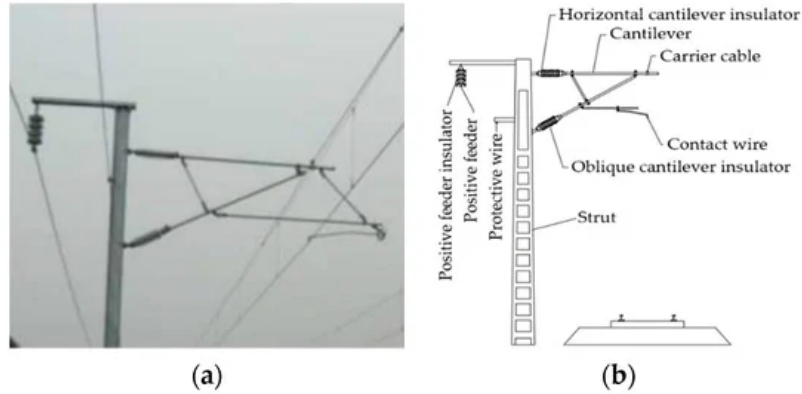 Horizontal cantilever insulator
Cantilever
Carrier cable
Contact wire
Oblique cantilever insulator
Positive feeder insulator
Positive feeder
Protective wire
Strut
(a)
(b)